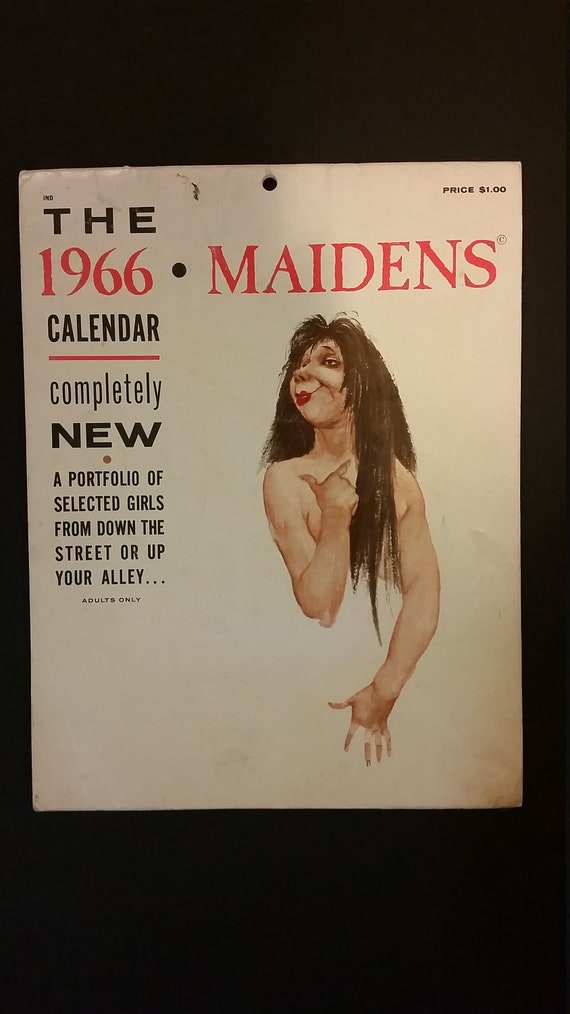 IND
PRICE $1.00
THE
1966 • MAIDENS©
CALENDAR
completely
NEW
•
A PORTFOLIO OF
SELECTED GIRLS
FROM DOWN THE
STREET OR UP
YOUR ALLEY...
ADULTS ONLY